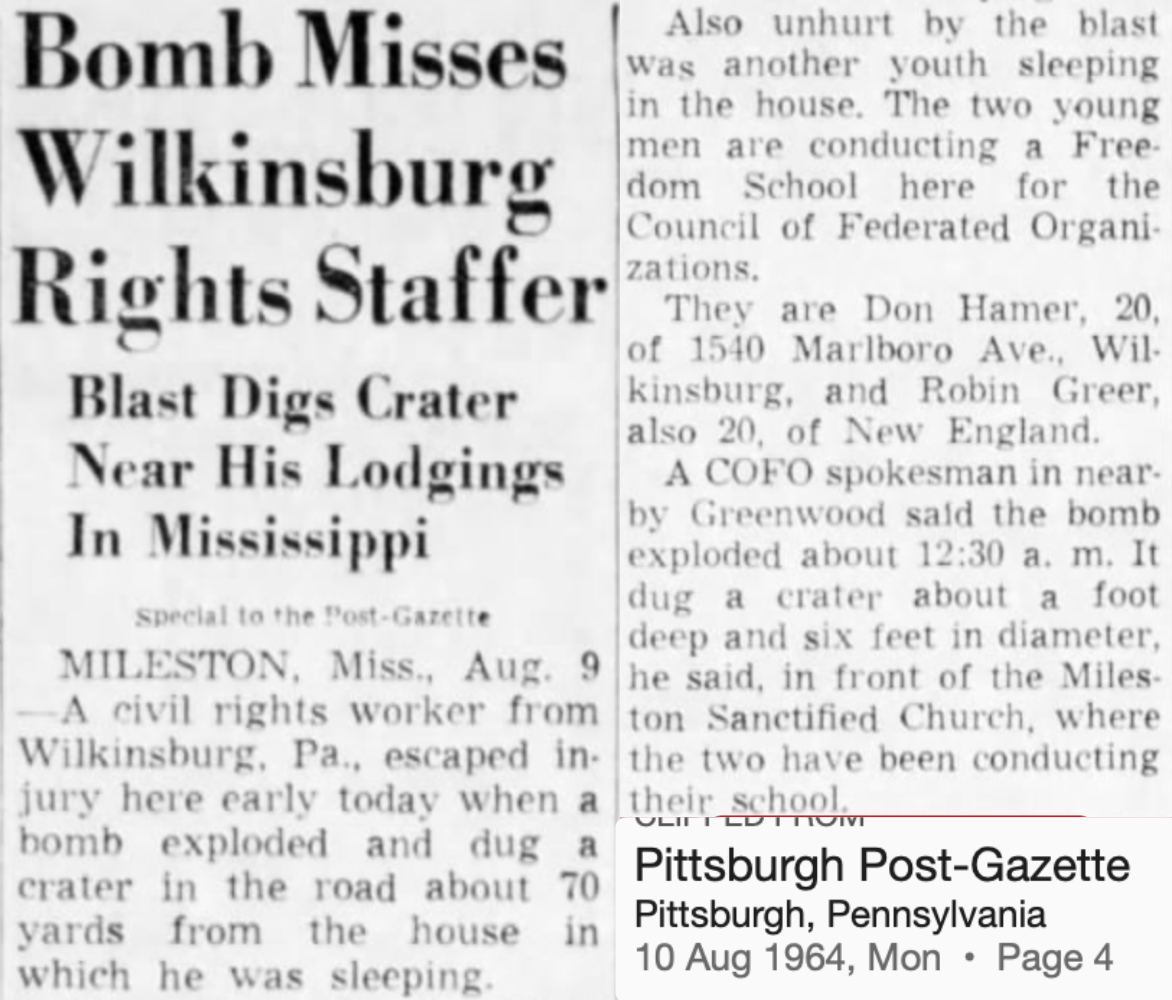 Bomb Misses
Wilkinsburg
Rights Staffer
Blast Digs Crater
Near His Lodgings
In Mississippi
Special to the Post-Gazette
MILESTON, Miss., Aug. 9
—A civil rights worker from
Wilkinsburg, Pa., escaped in-
jury here early today when a
bomb exploded and dug a
crater in the road about 70
yards from the house in
which he was sleeping.
Also unhurt by the blast
was another youth sleeping
in the house. The two young
men are conducting a Free-
dom School here for the
Council of Federated Organi-
zations.
They are Don Hamer, 20,
of 1540 Marlboro Ave., Wil-
kinsburg, and Robin Greer,
also 20, of New England.
A COFO spokesman in near-
by Greenwood said the bomb
exploded about 12:30 a. m. It
dug a crater about a foot
deep and six feet in diameter,
he said, in front of the Miles-
ton Sanctified Church, where
the two have been conducting
their school.
CLIPPED FROM
Pittsburgh Post-Gazette
Pittsburgh, Pennsylvania
10 Aug 1964, Mon • Page 4